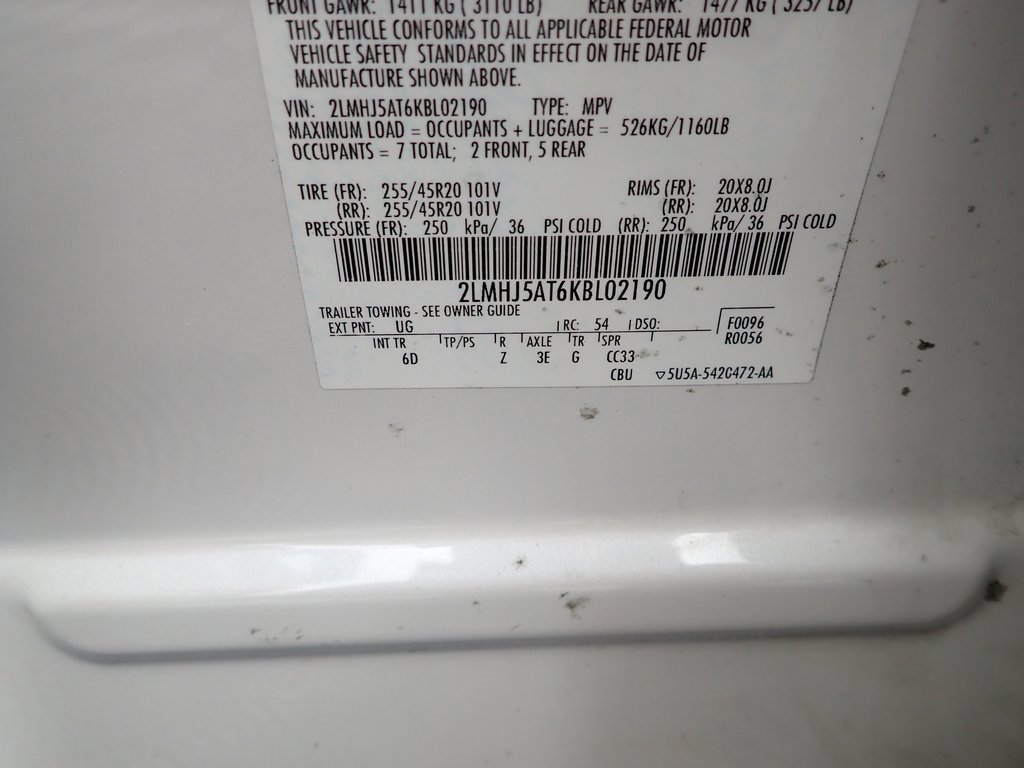 FRONT GAWR: 1411 KG ( 3110 LB) REAR GAWR: 1477 KG ( 3257 LB)
THIS VEHICLE CONFORMS TO ALL APPLICABLE FEDERAL MOTOR
VEHICLE SAFETY STANDARDS IN EFFECT ON THE DATE OF
MANUFACTURE SHOWN ABOVE.
VIN: 2LMHJ5AT6KBL02190 TYPE: MPV
MAXIMUM LOAD = OCCUPANTS + LUGGAGE = 526KG/1160LB
OCCUPANTS = 7 TOTAL; 2 FRONT, 5 REAR
TIRE (FR): 255/45R20 101V RIMS (FR): 20X8.0J
(RR): 255/45R20 101V (RR): 20X8.0J
PRESSURE (FR): 250 kPa/ 36 PSI COLD (RR): 250 kPa/ 36 PSI COLD
2LMHJ5AT6KBL02190
TRAILER TOWING - SEE OWNER GUIDE
EXT PNT: UG RC: 54 DSO: F0096
INT TR TP/PS R AXLE TR SPR R0056
6D Z 3E G CC33
CBU ▽5U5A-542C472-AA